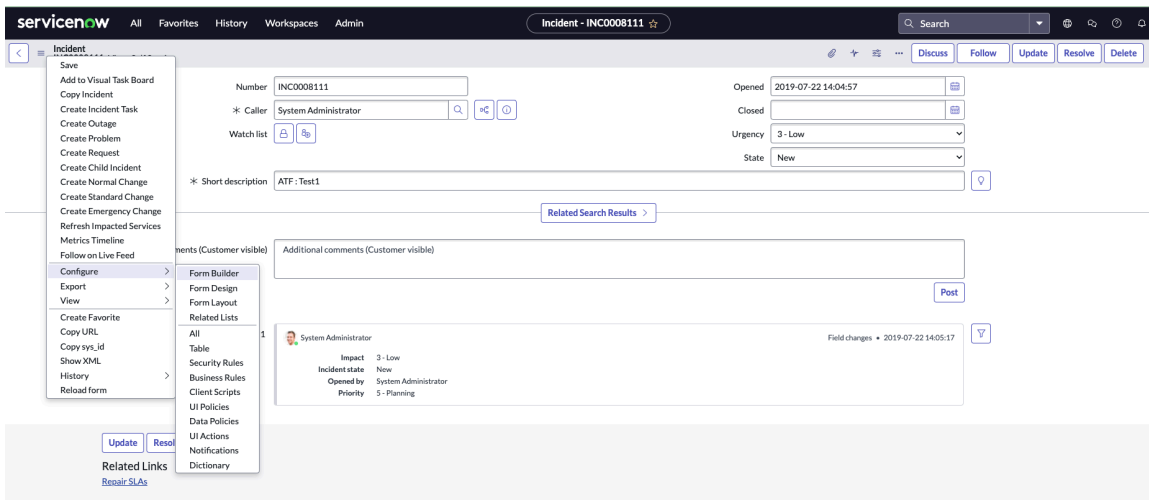 servicenow All Favorites History Workspaces Admin Incident - INC0008111 Search
Incident
Discuss Follow Update Resolve Delete
Save
Add to Visual Task Board
Copy Incident
Create Incident Task
Create Outage
Create Problem
Create Request
Create Child Incident
Create Normal Change
Create Standard Change
Create Emergency Change
Refresh Impacted Services
Metrics Timeline
Follow on Live Feed
Configure
Export
View
Create Favorite
Copy URL
Copy sys_id
Show XML
History
Reload form
Form Builder
Form Design
Form Layout
Related Lists
All
Table
Security Rules
Business Rules
Client Scripts
UI Policies
Data Policies
UI Actions
Notifications
Dictionary
Number INC0008111
Caller System Administrator
Watch list
Opened 2019-07-22 14:04:57
Closed
Urgency 3 - Low
State New
Short description ATF : Test1
Related Search Results
(Customer visible) Additional comments (Customer visible)
Post
1 System Administrator Field changes • 2019-07-22 14:05:17
Impact 3 - Low
Incident state New
Opened by System Administrator
Priority 5 - Planning
Update Resol
Related Links
Repair SLAs